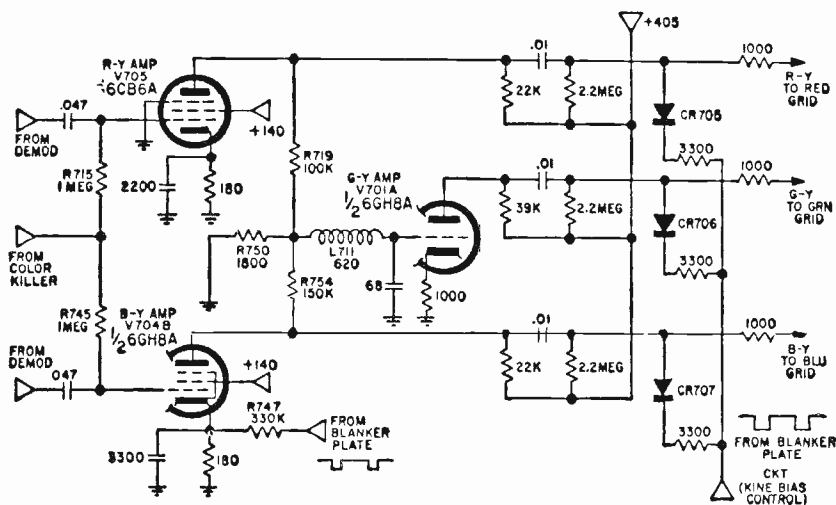 R-Y AMP
V705
6CB6A
.047
FROM
DEMOD
+140
R715
1 MEG
2200
180
FROM
COLOR
KILLER
R745
1 MEG
B-Y AMP
V704B
1/2 6GH8A
FROM
DEMOD
.047
+140
R747
330K
FROM
BLANKER
PLATE
3300
180
R719
100K
R750
1800
L711
620
R754
150K
68
G-Y AMP
V701A
1/2 6GH8A
1000
+405
.01
22K
2.2MEG
1000
R-Y
TO RED
GRID
CR705
3300
.01
39K
2.2MEG
1000
G-Y
TO GRN
GRID
CR706
3300
.01
22K
2.2MEG
1000
B-Y
TO BLU
GRID
CR707
3300
FROM BLANKER
PLATE
CKT
(KINE BIAS
CONTROL)